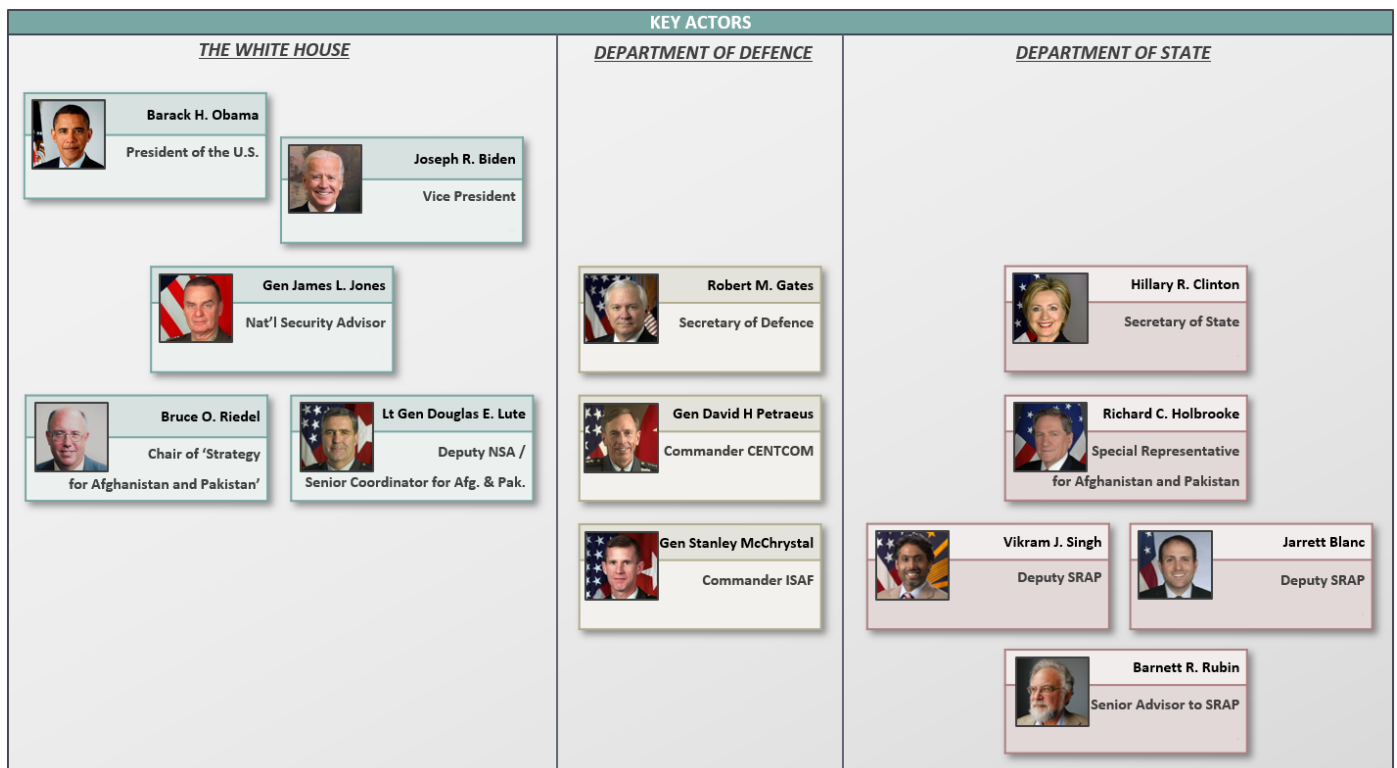 KEY ACTORS
THE WHITE HOUSE
Barack H. Obama
President of the U.S.
Joseph R. Biden
Vice President
Gen James L. Jones
Nat’l Security Advisor
Bruce O. Riedel
Chair of ‘Strategy
for Afghanistan and Pakistan’
Lt Gen Douglas E. Lute
Deputy NSA /
Senior Coordinator for Afg. & Pak.
DEPARTMENT OF DEFENCE
Robert M. Gates
Secretary of Defence
Gen David H Petraeus
Commander CENTCOM
Gen Stanley McChrystal
Commander ISAF
DEPARTMENT OF STATE
Hillary R. Clinton
Secretary of State
Richard C. Holbrooke
Special Representative
for Afghanistan and Pakistan
Vikram J. Singh
Deputy SRAP
Jarrett Blanc
Deputy SRAP
Barnett R. Rubin
Senior Advisor to SRAP